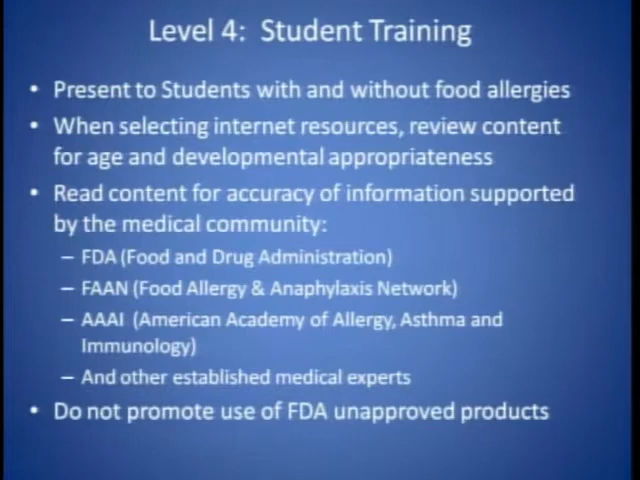 Level 4:  Student Training
• Present to Students with and without food allergies
• When selecting internet resources, review content
for age and developmental appropriateness
• Read content for accuracy of information supported
by the medical community:
– FDA (Food and Drug Administration)
– FAAN (Food Allergy & Anaphylaxis Network)
– AAAI  (American Academy of Allergy, Asthma and
Immunology)
– And other established medical experts
• Do not promote use of FDA unapproved products